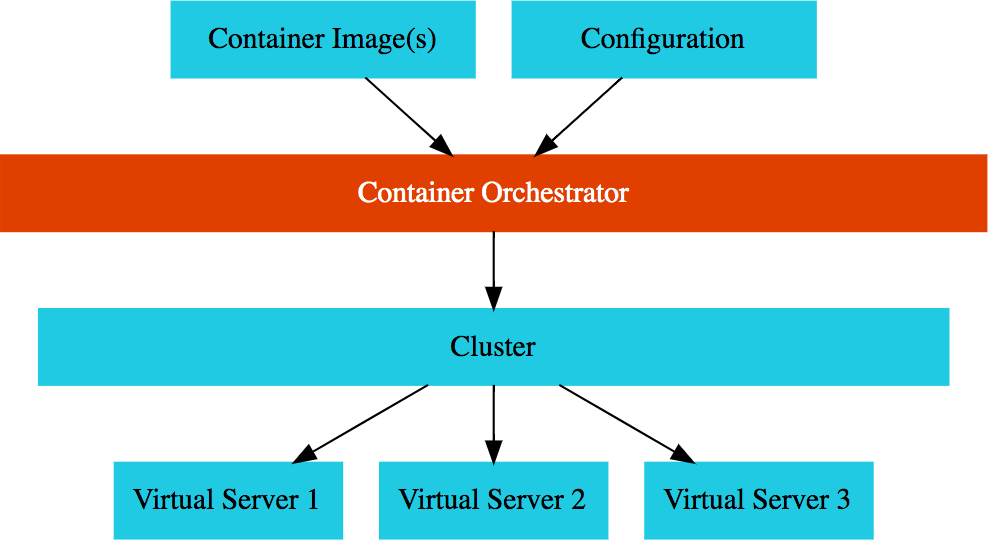 Container Image(s)
Configuration
Container Orchestrator
Cluster
Virtual Server 1
Virtual Server 2
Virtual Server 3